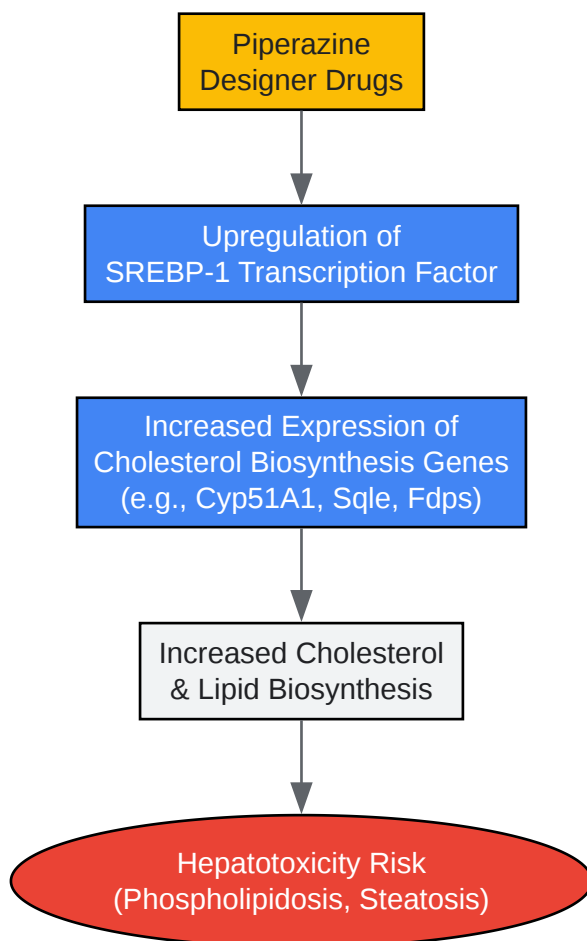 Piperazine
Designer Drugs
Upregulation of
SREBP-1 Transcription Factor
Increased Expression of
Cholesterol Biosynthesis Genes
(e.g., Cyp51A1, Sqle, Fdps)
Increased Cholesterol
& Lipid Biosynthesis
Hepatotoxicity Risk
(Phospholipidosis, Steatosis)